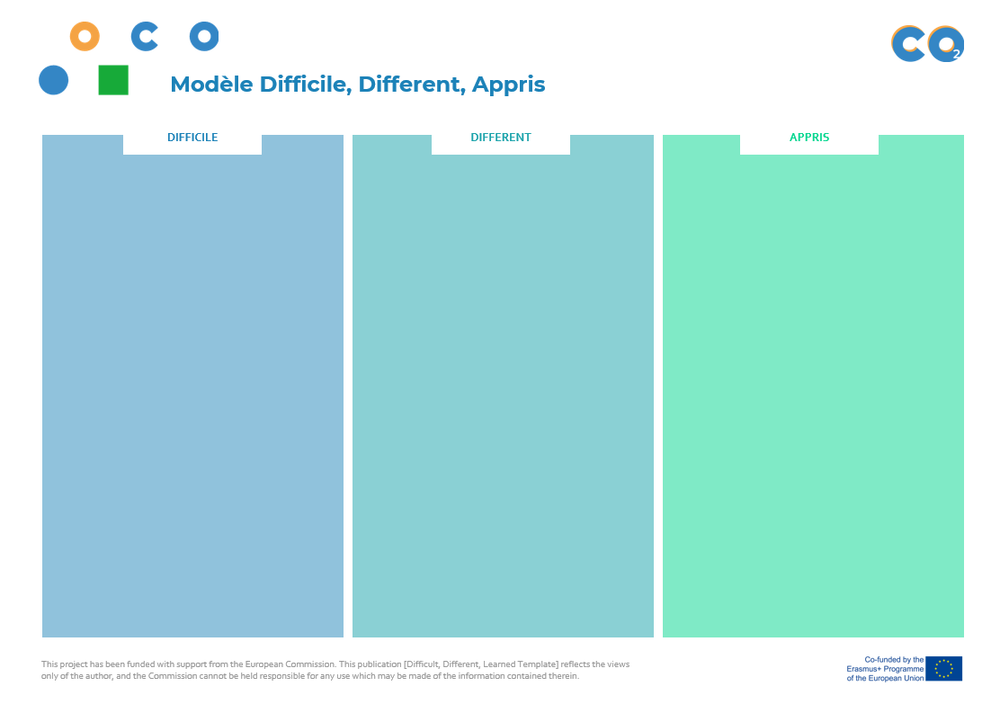 O C O
CO2
Modèle Difficile, Different, Appris
DIFFICILE
DIFFERENT
APPRIS
This project has been funded with support from the European Commission. This publication [Difficult, Different, Learned Template] reflects the views
only of the author, and the Commission cannot be held responsible for any use which may be made of the information contained therein.
Co-funded by the
Erasmus+ Programme
of the European Union